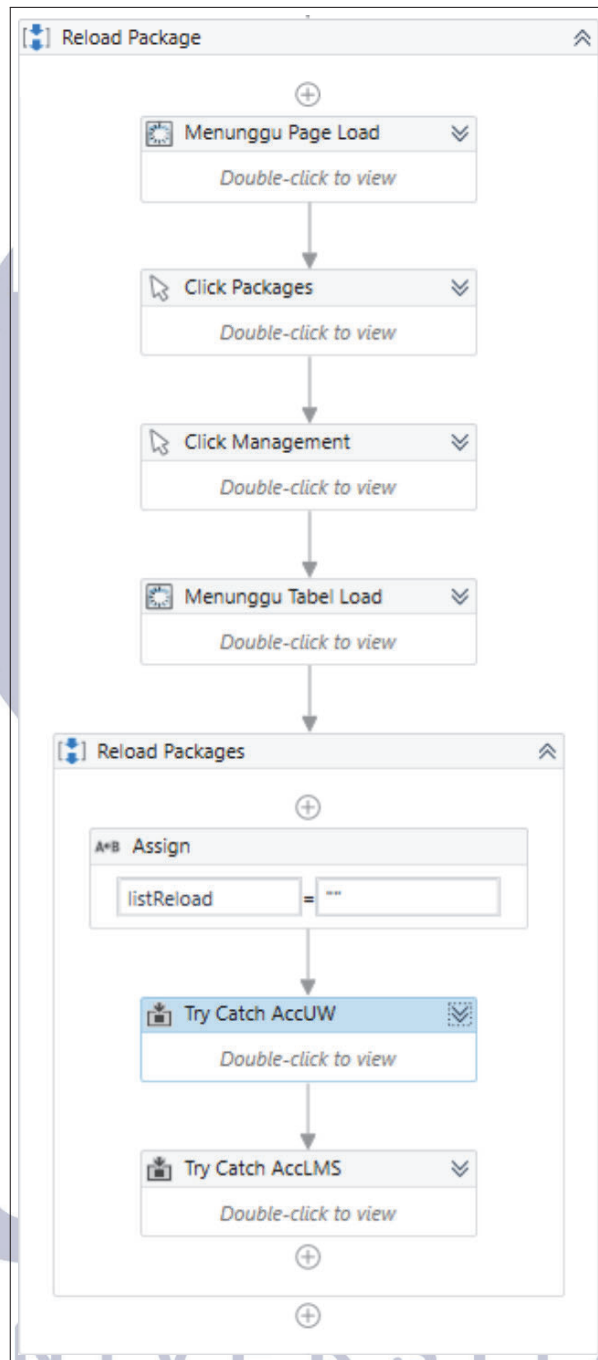 Reload Package
Menunggu Page Load
Double-click to view
Click Packages
Double-click to view
Click Management
Double-click to view
Menunggu Tabel Load
Double-click to view
Reload Packages
A+B Assign
listReload = ""
Try Catch AccUW
Double-click to view
Try Catch AccLMS
Double-click to view